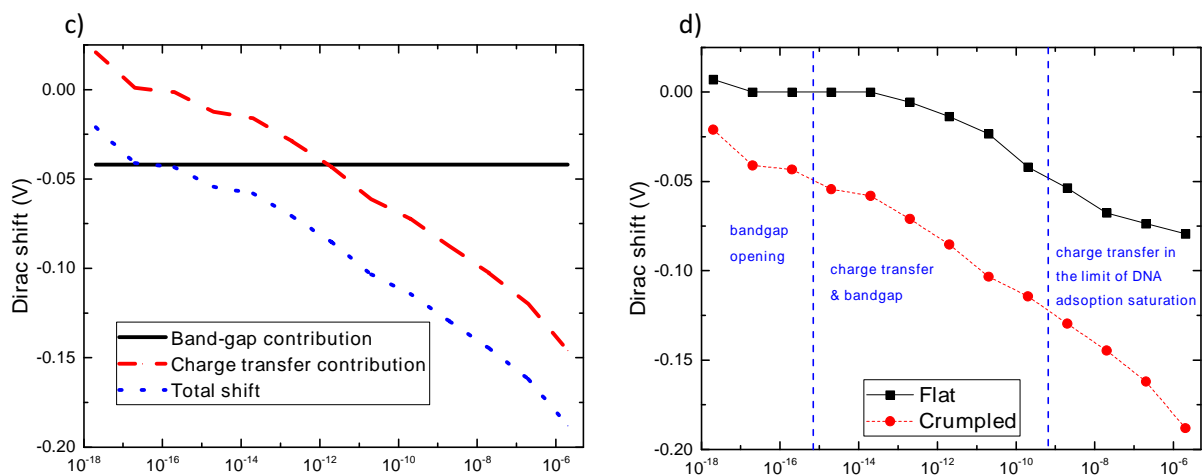 c)
Dirac shift (V)
0.00
-0.05
-0.10
-0.15
-0.20
Band-gap contribution
Charge transfer contribution
Total shift
10-18 10-16 10-14 10-12 10-10 10-8 10-6
d)
Dirac shift (V)
0.00
-0.05
-0.10
-0.15
-0.20
bandgap
opening
charge transfer
& bandgap
charge transfer in
the limit of DNA
adsoption saturation
Flat
Crumpled
10-18 10-16 10-14 10-12 10-10 10-8 10-6